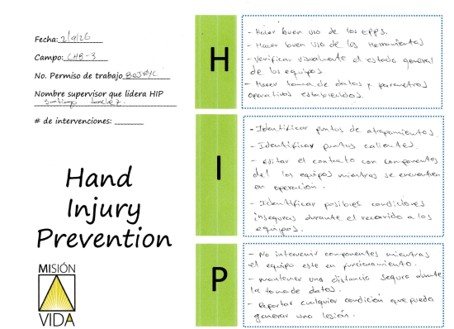 Fecha: 2/9/26
Campo: CHB-3
No. Permiso de trabajo
Nombre supervisor que lidera HIP
# de intervenciones:
Hand
Injury
Prevention
MISIÓN
VIDA
H
- Hacer buen uso de los EPPS.
- Hacer buen uso de las Herramientas
- Verificar visualmente el estado general
de los equipos.
- Hacer toma de datos y parametros
operativos establecidos.
I
- Identificar puntos de atrapamientos
- Identificar puntos calientes.
- Evitar el contacto con componentes
del los equipos mientras se encuentren
en operación.
- Identificar posibles condiciones
inseguras durante el recorrido a los
equipos.
P
- No intervenir componentes mientras
el equipo este en funcionamiento.
- mantener una distancia segura durante
la toma de datos.
- Reportar cualquier condición que pueda
generar una lesión.